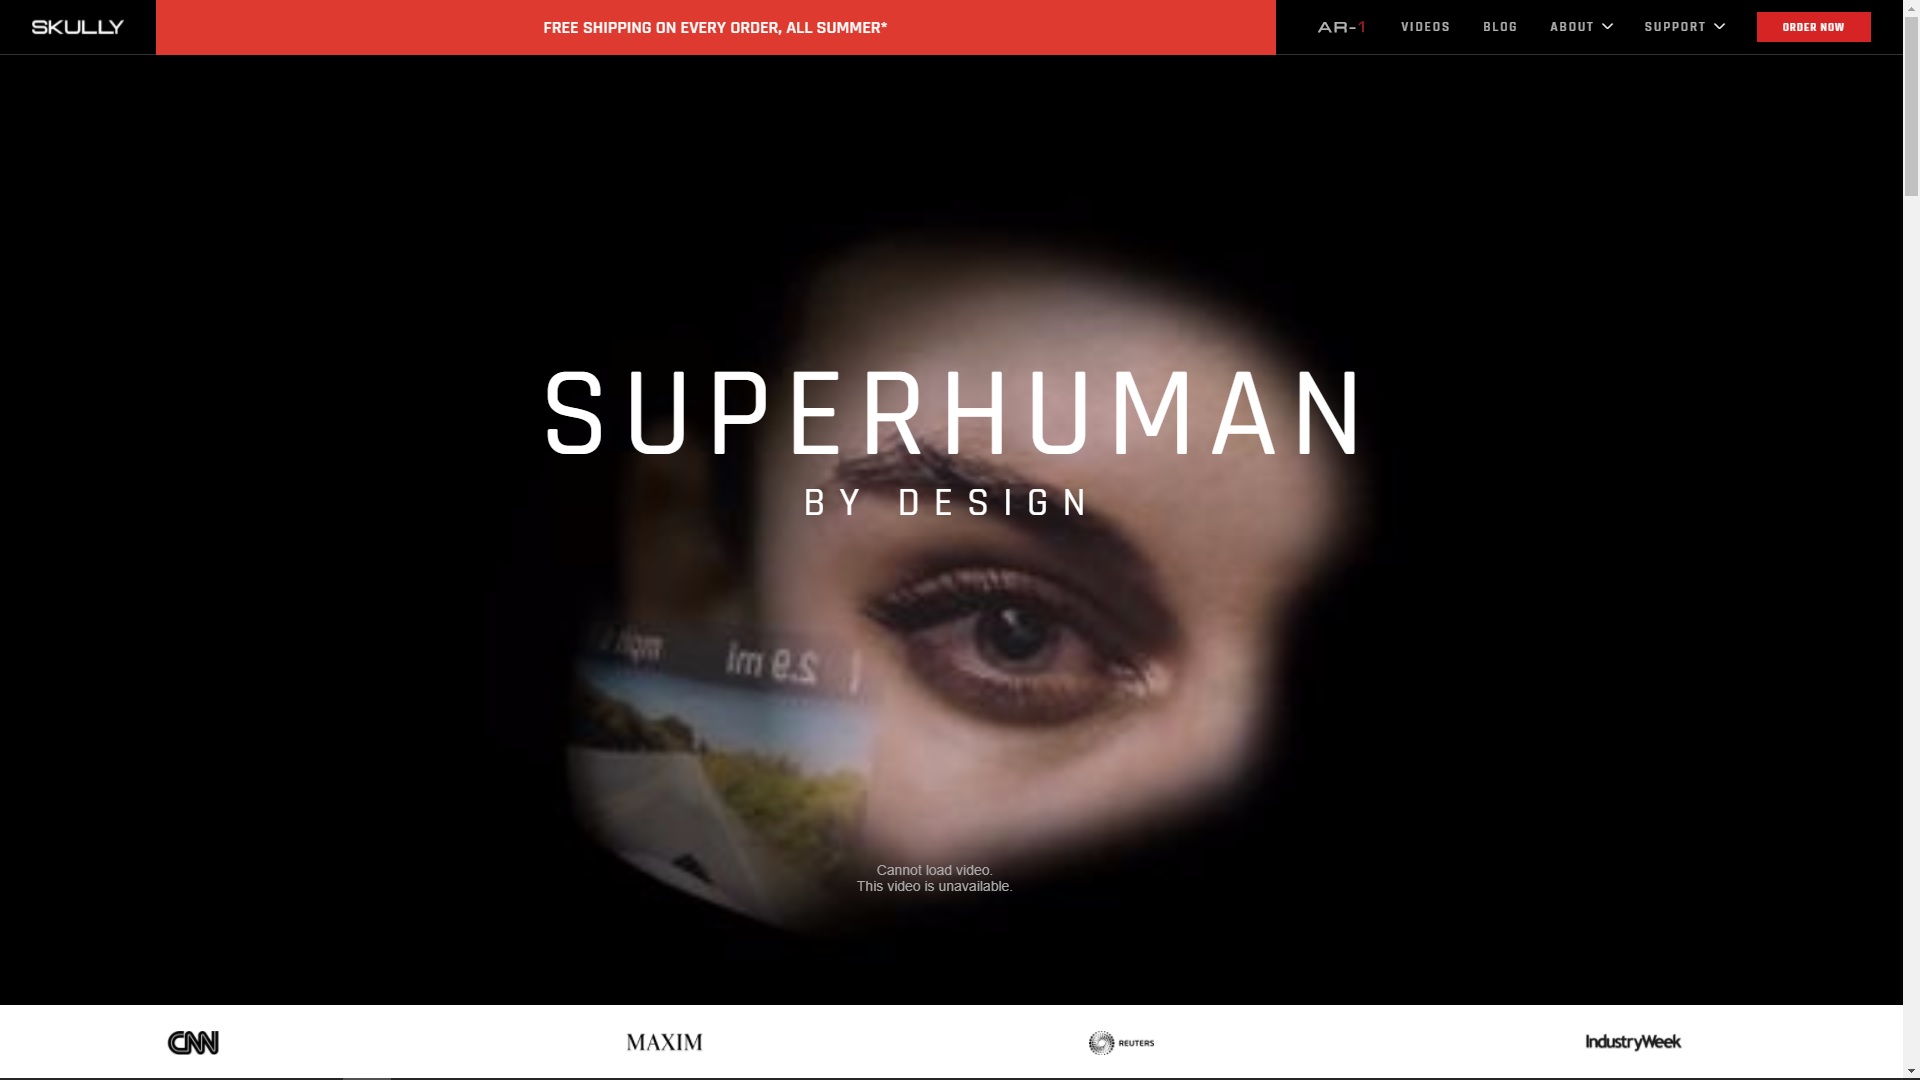 SKULLY
FREE SHIPPING ON EVERY ORDER, ALL SUMMER*
AR-1
VIDEOS
BLOG
ABOUT
SUPPORT
ORDER NOW
SUPERHUMAN
BY DESIGN
mph
2.9 mi
Cannot load video.
This video is unavailable.
CNN
MAXIM
REUTERS
IndustryWeek